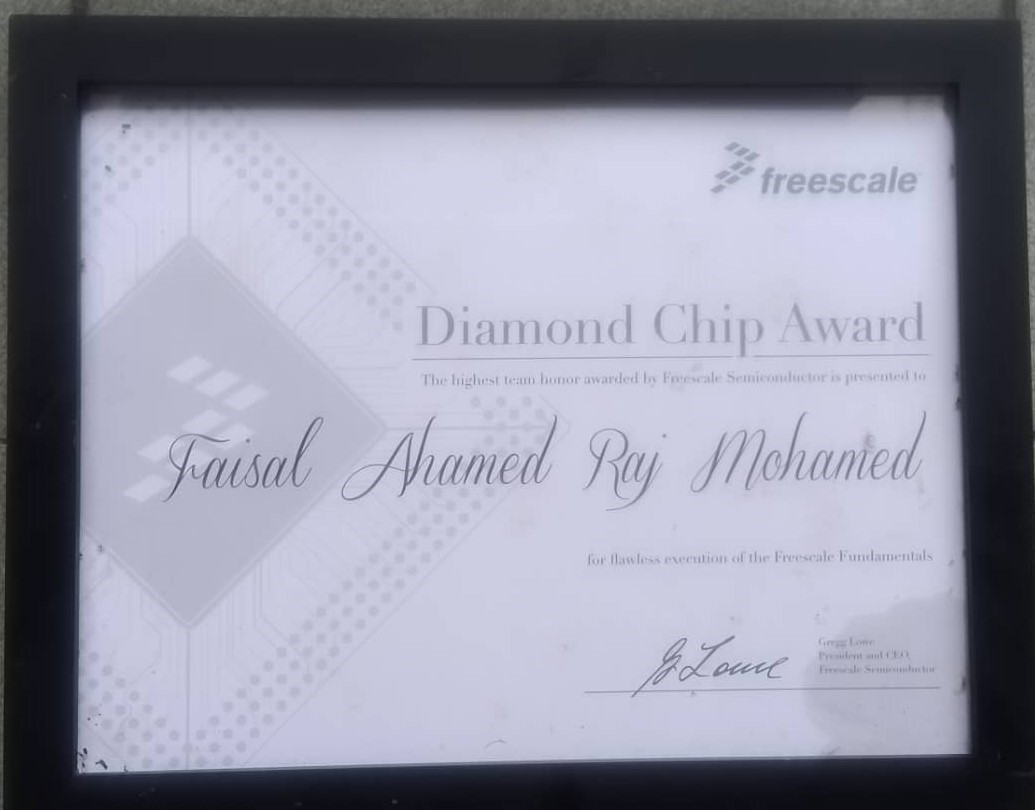 freescale
Diamond Chip Award
The highest team honor awarded by Freescale Semiconductor is presented to
Faisal Ahamed Raj Mohamed
for flawless execution of the Freescale Fundamentals
G Lowe
Gregg Lowe
President and CEO,
Freescale Semiconductor